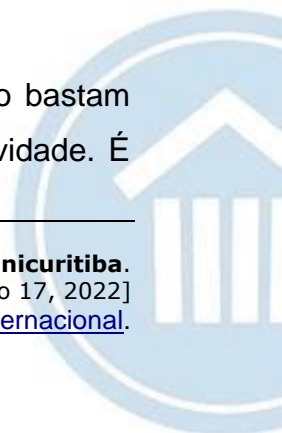 o bastam
vidade. É
nicuritiba.
o 17, 2022]
ernacional.